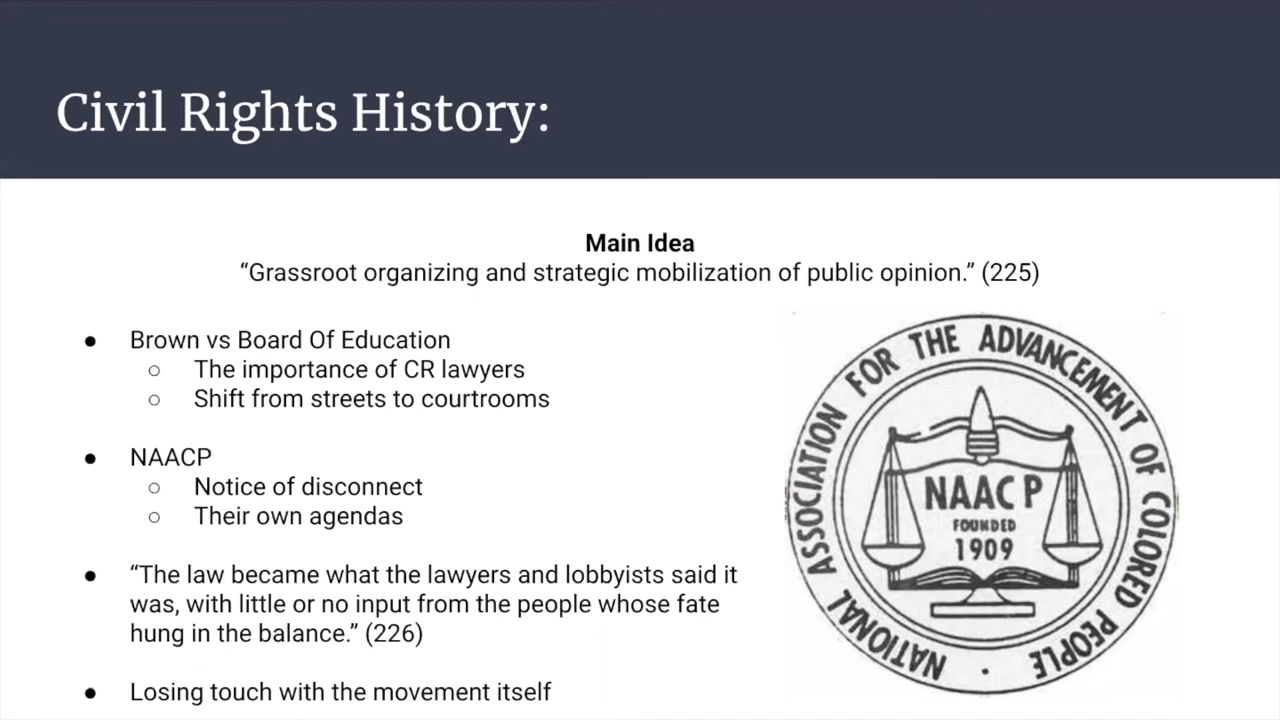 Civil Rights History:
Main Idea
“Grassroot organizing and strategic mobilization of public opinion.” (225)
● Brown vs Board Of Education
○ The importance of CR lawyers
○ Shift from streets to courtrooms
● NAACP
○ Notice of disconnect
○ Their own agendas
● “The law became what the lawyers and lobbyists said it
was, with little or no input from the people whose fate
hung in the balance.” (226)
● Losing touch with the movement itself
NATIONAL ASSOCIATION FOR THE ADVANCEMENT OF COLORED PEOPLE
NAACP
FOUNDED
1909